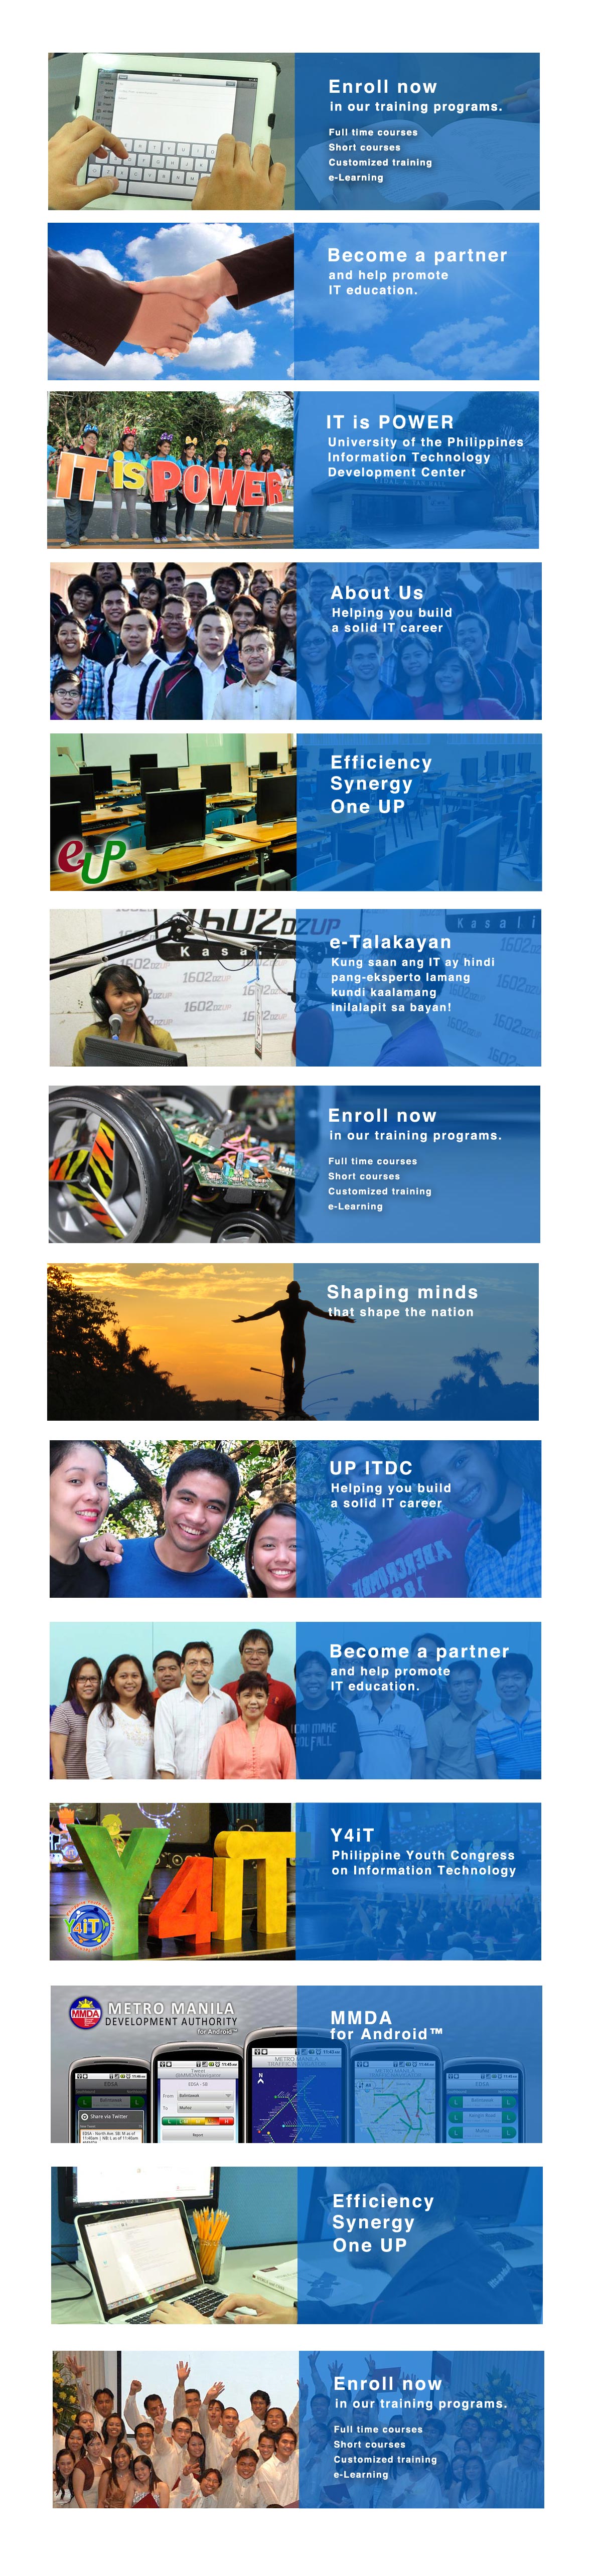 Enroll now
in our training programs.
Full time courses
Short courses
Customized training
e-Learning
Become a partner
and help promote
IT education.
IT is POWER
IT is POWER
University of the Philippines
Information Technology
Development Center
About Us
Helping you build
a solid IT career
eUP
Efficiency
Synergy
One UP
1602 DZUP
Kasa
Kasali
1602
1602
1602
e-Talakayan
Kung saan ang IT ay hindi
pang-eksperto lamang
kundi kaalamang
inilalapit sa bayan!
Enroll now
in our training programs.
Full time courses
Short courses
Customized training
e-Learning
Shaping minds
that shape the nation
UP ITDC
Helping you build
a solid IT career
Become a partner
and help promote
IT education.
Y4iT
Y4iT
Y4iT
Philippine Youth Congress
on Information Technology
MMDA
METRO MANILA
DEVELOPMENT AUTHORITY
for Android™
MMDA
for Android™
Efficiency
Synergy
One UP
Enroll now
in our training programs.
Full time courses
Short courses
Customized training
e-Learning